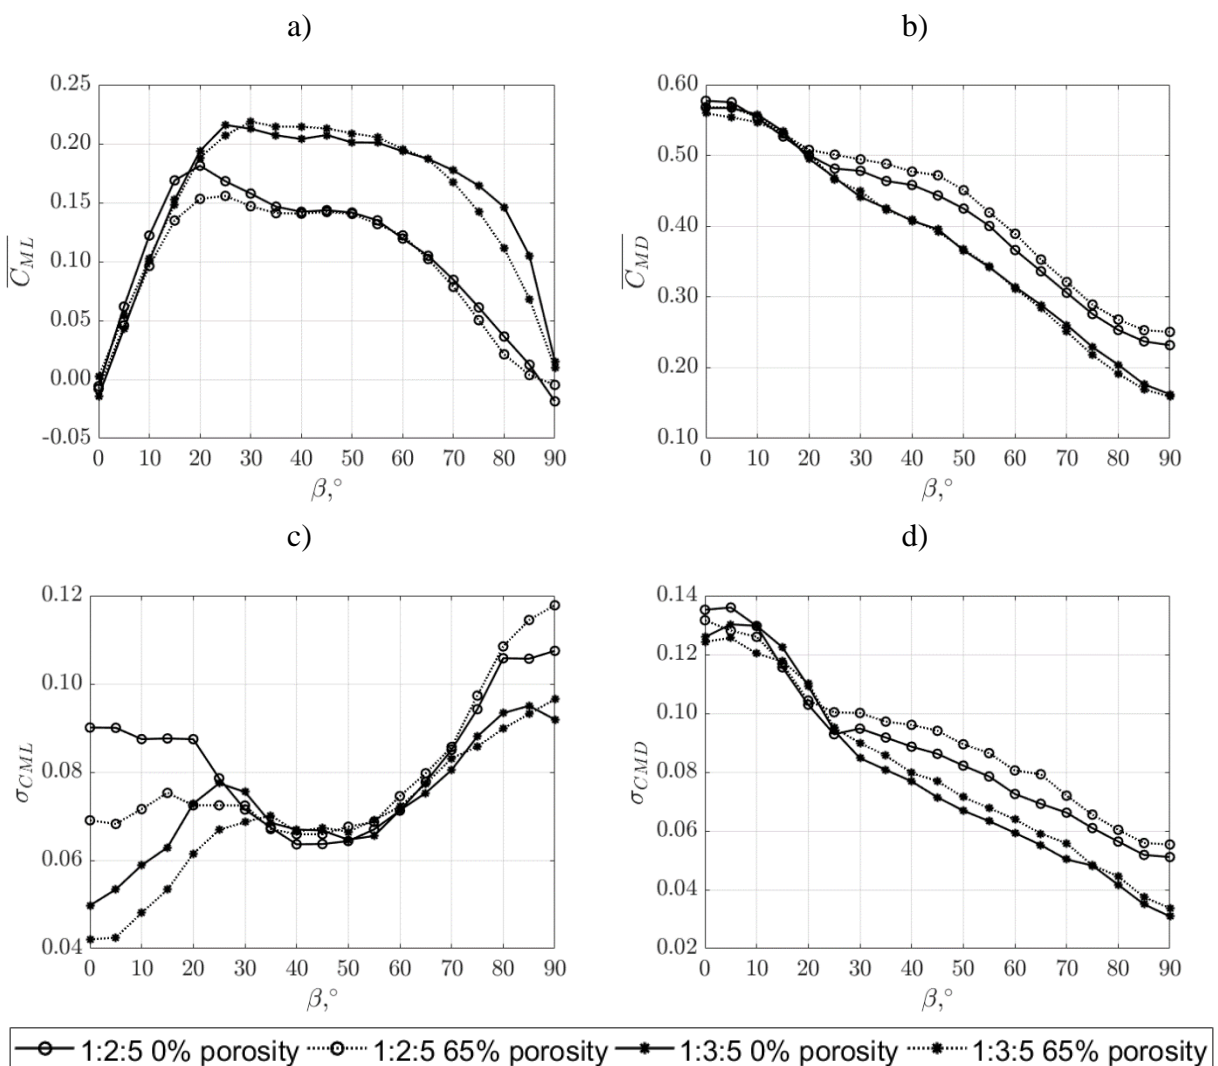 a) b)
0.25
0.20
0.15
0.10
0.05
0.00
-0.05
C_ML
0 10 20 30 40 50 60 70 80 90
β,°
0.60
0.50
0.40
0.30
0.20
0.10
C_MD
0 10 20 30 40 50 60 70 80 90
β,°
c) d)
0.12
0.10
0.08
0.06
0.04
σ_CML
0 10 20 30 40 50 60 70 80 90
β,°
0.14
0.12
0.10
0.08
0.06
0.04
0.02
σ_CMD
0 10 20 30 40 50 60 70 80 90
β,°
1:2:5 0% porosity 1:2:5 65% porosity 1:3:5 0% porosity 1:3:5 65% porosity